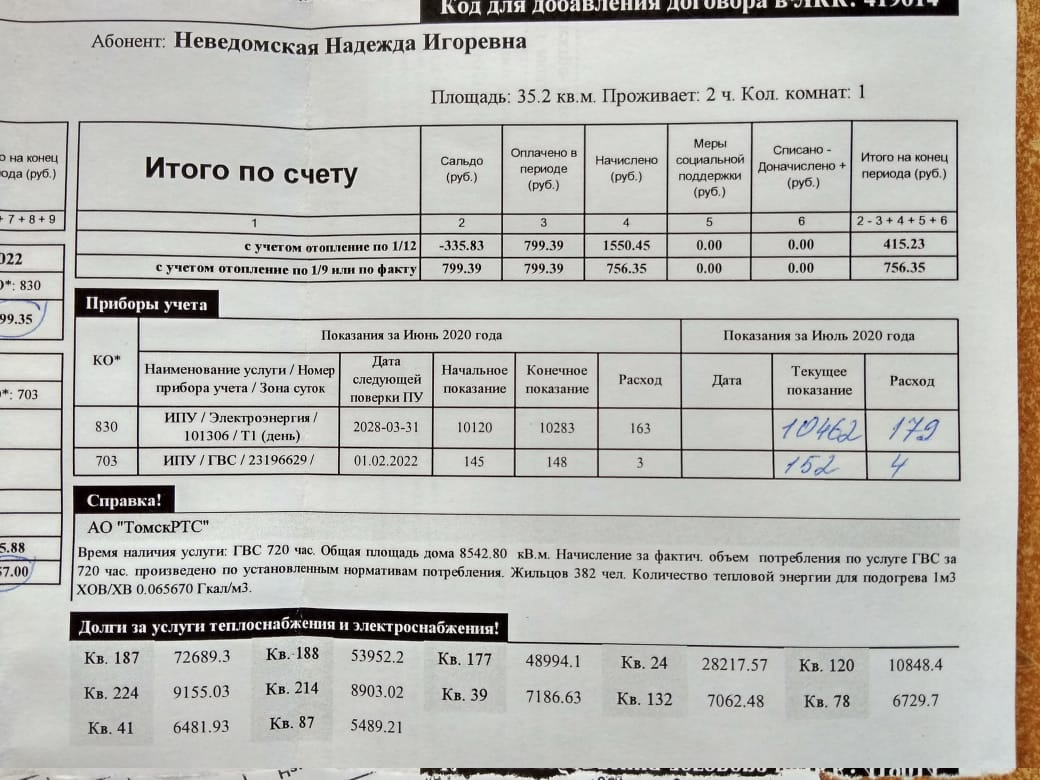 Код для добавления договора в ЛКК: 419614
Абонент: Неведомская Надежда Игоревна
Площадь: 35.2 кв.м. Проживает: 2 ч. Кол. комнат: 1
о на конец
ода (руб.)
+ 7 + 8 + 9
022
О*: 830
99.35
*: 703
5.88
57.00
Итого по счету
Сальдо (руб.)
Оплачено в периоде (руб.)
Начислено (руб.)
Меры социальной поддержки (руб.)
Списано - Доначислено + (руб.)
Итого на конец периода (руб.)
1 2 3 4 5 6 2 - 3 + 4 + 5 + 6
с учетом отопление по 1/12 -335.83 799.39 1550.45 0.00 0.00 415.23
с учетом отопление по 1/9 или по факту 799.39 799.39 756.35 0.00 0.00 756.35
Приборы учета
КО*
Показания за Июнь 2020 года Показания за Июль 2020 года
Наименование услуги / Номер прибора учета / Зона суток
Дата следующей поверки ПУ
Начальное показание
Конечное показание
Расход
Дата
Текущее показание
Расход
830 ИПУ / Электроэнергия / 101306 / Т1 (день) 2028-03-31 10120 10283 163 10462 179
703 ИПУ / ГВС / 23196629 / 01.02.2022 145 148 3 152 4
Справка!
АО "ТомскРТС"
Время наличия услуги: ГВС 720 час. Общая площадь дома 8542.80 кВ.м. Начисление за фактич. объем потребления по услуге ГВС за
720 час. произведено по установленным нормативам потребления. Жильцов 382 чел. Количество тепловой энергии для подогрева 1м3
ХОВ/ХВ 0.065670 Гкал/м3.
Долги за услуги теплоснабжения и электроснабжения!
Кв. 187 72689.3 Кв. 188 53952.2 Кв. 177 48994.1 Кв. 24 28217.57 Кв. 120 10848.4
Кв. 224 9155.03 Кв. 214 8903.02 Кв. 39 7186.63 Кв. 132 7062.48 Кв. 78 6729.7
Кв. 41 6481.93 Кв. 87 5489.21